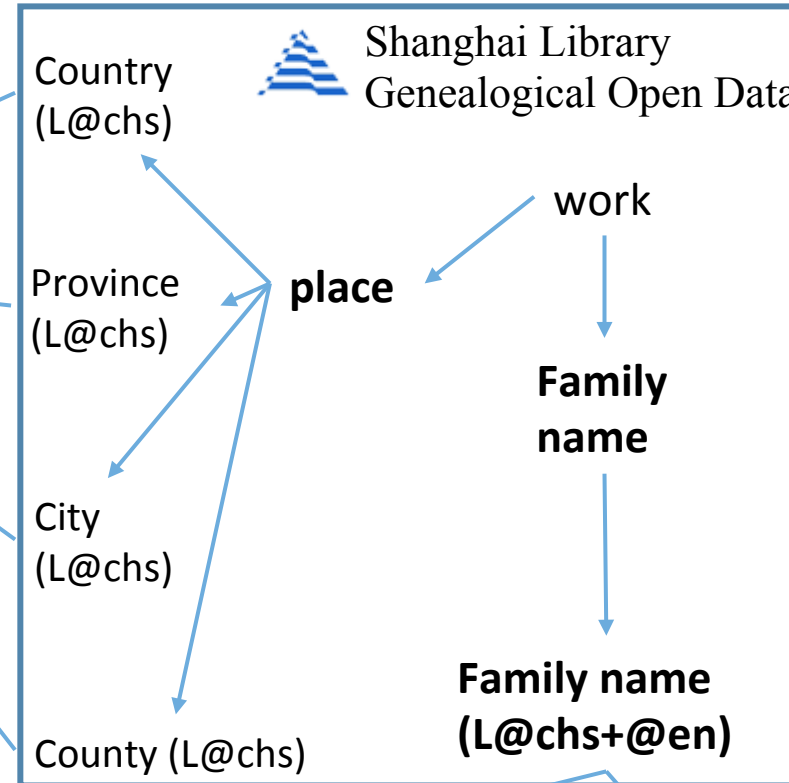 Shanghai Library
Genealogical Open Data
Country
(L@chs)
work
Province
(L@chs)
place
Family
name
City
(L@chs)
Family name
(L@chs+@en)
County (L@chs)